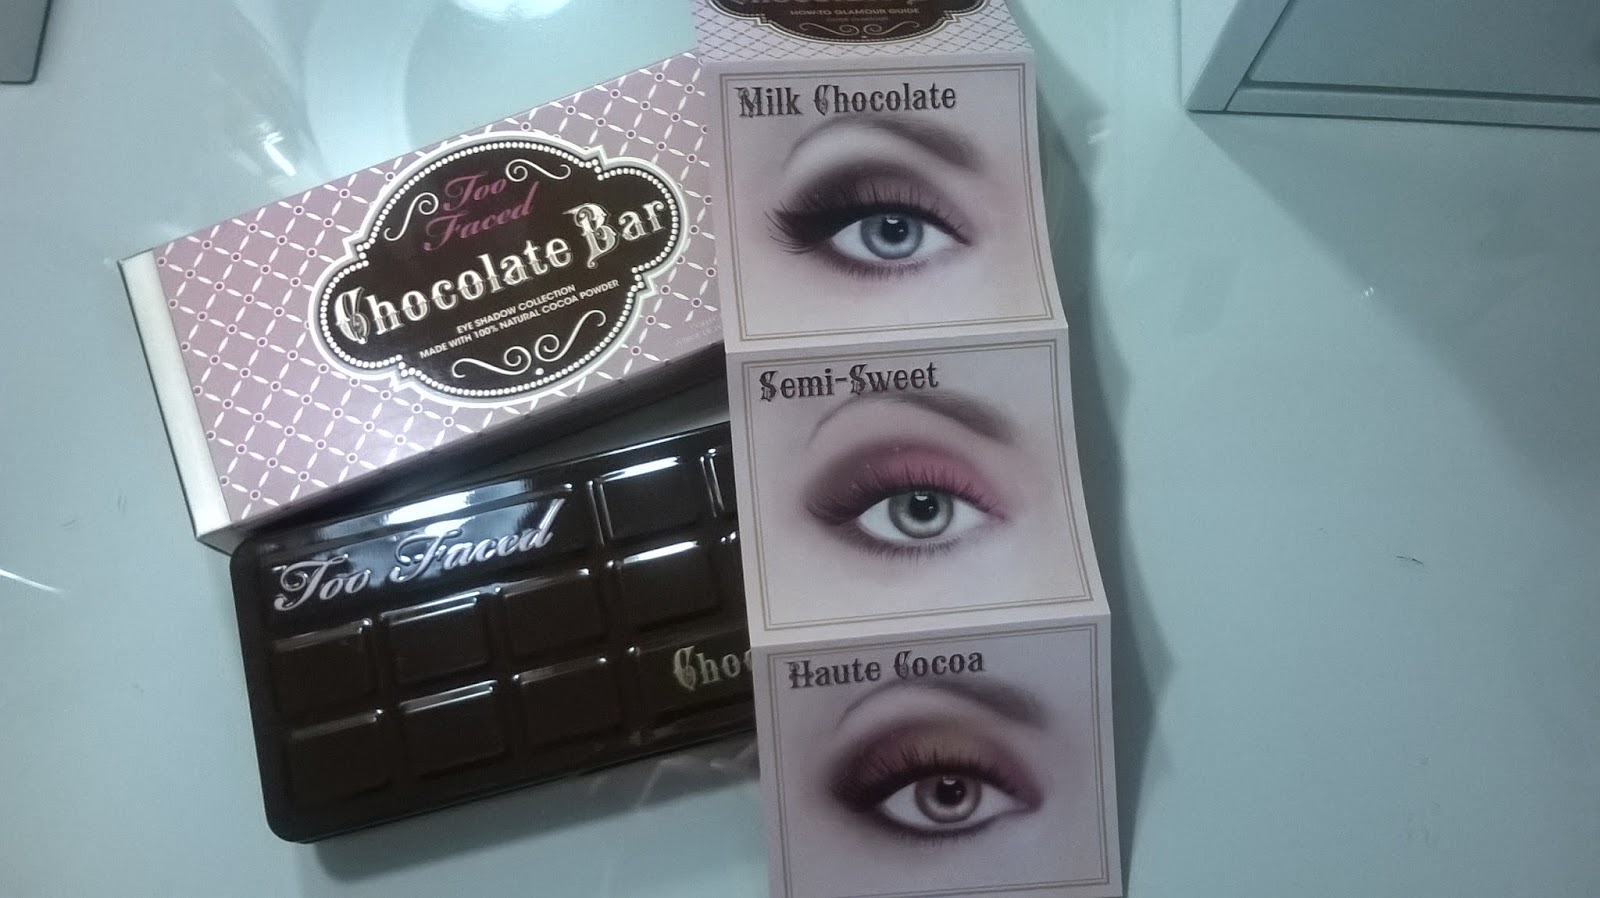 Too
Faced
Chocolate Bar
EYE SHADOW COLLECTION
MADE WITH 100% NATURAL COCOA POWDER
Too Faced
Choc
HOW-TO GLAMOUR GUIDE
Milk Chocolate
Semi-Sweet
Haute Cocoa